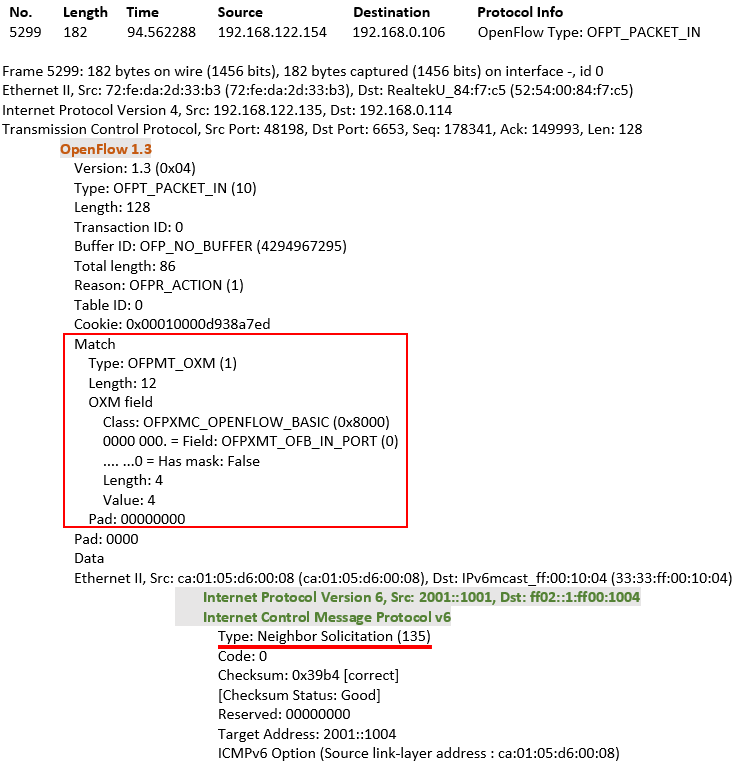 No. Length Time Source Destination Protocol Info
5299 182 94.562288 192.168.122.154 192.168.0.106 OpenFlow Type: OFPT_PACKET_IN
Frame 5299: 182 bytes on wire (1456 bits), 182 bytes captured (1456 bits) on interface -, id 0
Ethernet II, Src: 72:fe:da:2d:33:b3 (72:fe:da:2d:33:b3), Dst: RealtekU_84:f7:c5 (52:54:00:84:f7:c5)
Internet Protocol Version 4, Src: 192.168.122.135, Dst: 192.168.0.114
Transmission Control Protocol, Src Port: 48198, Dst Port: 6653, Seq: 178341, Ack: 149993, Len: 128
OpenFlow 1.3
Version: 1.3 (0x04)
Type: OFPT_PACKET_IN (10)
Length: 128
Transaction ID: 0
Buffer ID: OFP_NO_BUFFER (4294967295)
Total length: 86
Reason: OFPR_ACTION (1)
Table ID: 0
Cookie: 0x00010000d938a7ed
Match
Type: OFPMT_OXM (1)
Length: 12
OXM field
Class: OFPXMC_OPENFLOW_BASIC (0x8000)
0000 000. = Field: OFPXMT_OFB_IN_PORT (0)
.... ...0 = Has mask: False
Length: 4
Value: 4
Pad: 00000000
Pad: 0000
Data
Ethernet II, Src: ca:01:05:d6:00:08 (ca:01:05:d6:00:08), Dst: IPv6mcast_ff:00:10:04 (33:33:ff:00:10:04)
Internet Protocol Version 6, Src: 2001::1001, Dst: ff02::1:ff00:1004
Internet Control Message Protocol v6
Type: Neighbor Solicitation (135)
Code: 0
Checksum: 0x39b4 [correct]
[Checksum Status: Good]
Reserved: 00000000
Target Address: 2001::1004
ICMPv6 Option (Source link-layer address : ca:01:05:d6:00:08)